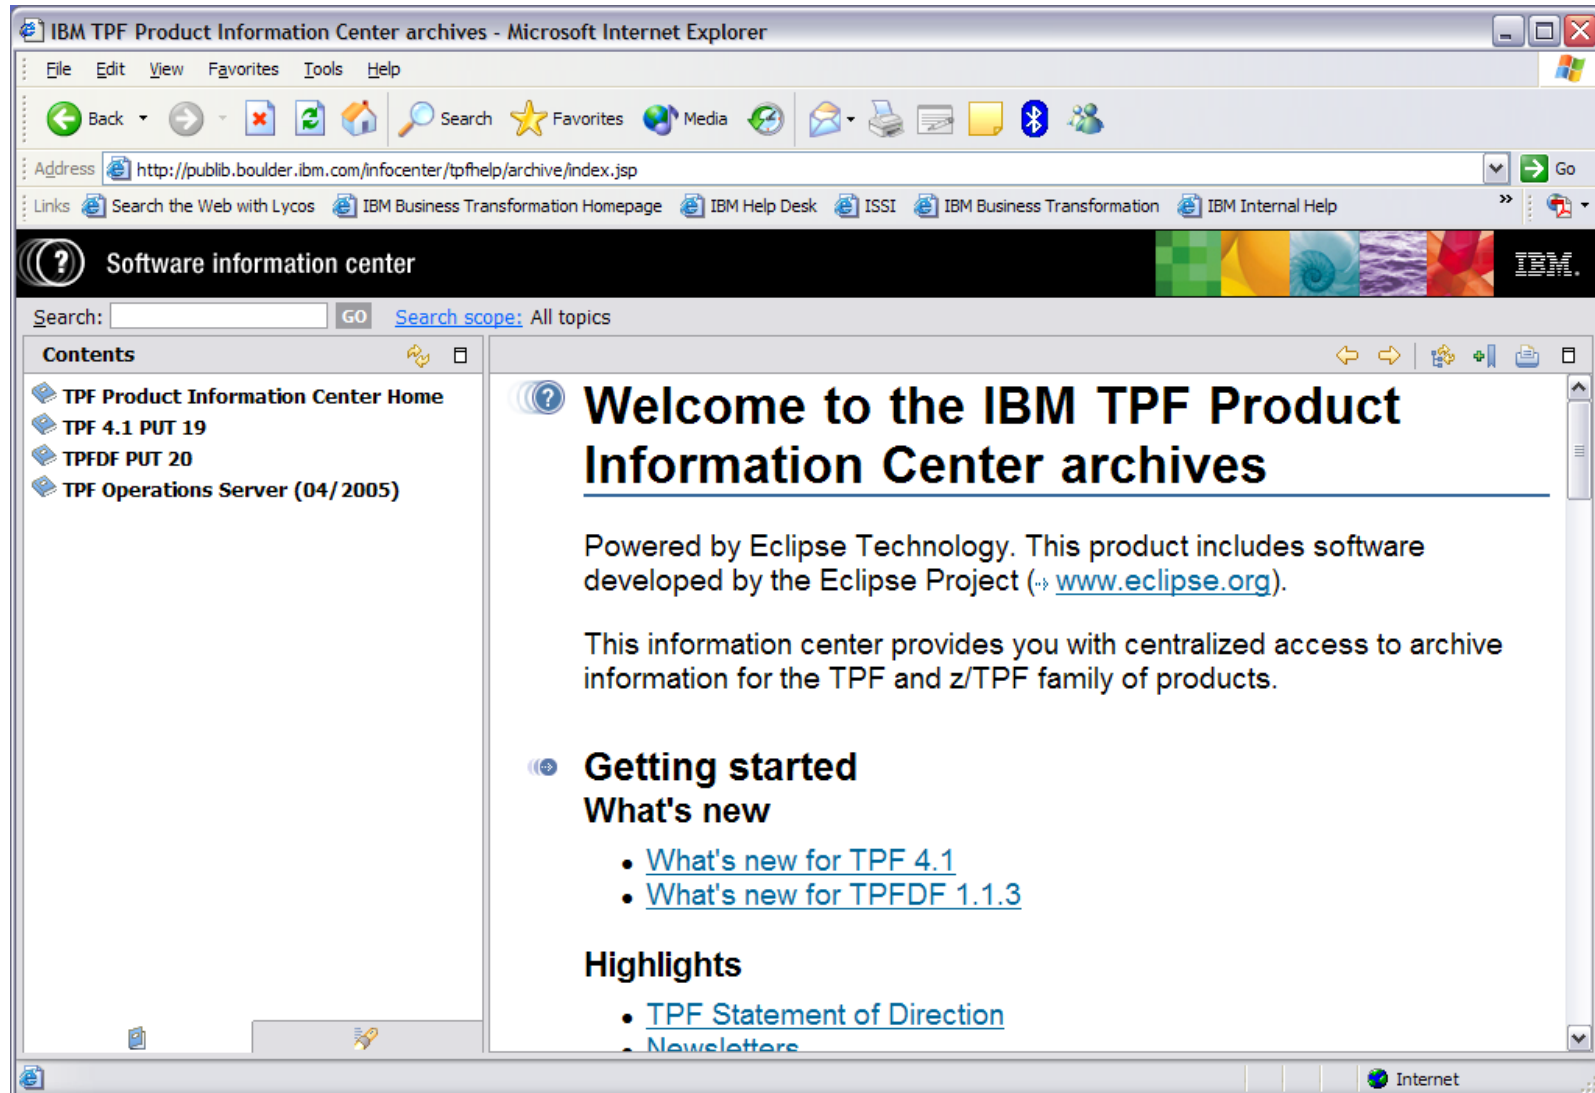 IBM TPF Product Information Center archives - Microsoft Internet Explorer
File Edit View Favorites Tools Help
Back Search Favorites Media
Address http://publib.boulder.ibm.com/infocenter/tpfhelp/archive/index.jsp Go
Links Search the Web with Lycos IBM Business Transformation Homepage IBM Help Desk ISSI IBM Business Transformation IBM Internal Help »
Software information center IBM.
Search: GO Search scope: All topics
Contents
TPF Product Information Center Home
TPF 4.1 PUT 19
TPFDF PUT 20
TPF Operations Server (04/2005)
Welcome to the IBM TPF Product
Information Center archives
Powered by Eclipse Technology. This product includes software
developed by the Eclipse Project (www.eclipse.org).
This information center provides you with centralized access to archive
information for the TPF and z/TPF family of products.
Getting started
What's new
• What's new for TPF 4.1
• What's new for TPFDF 1.1.3
Highlights
• TPF Statement of Direction
• Newsletters
Internet